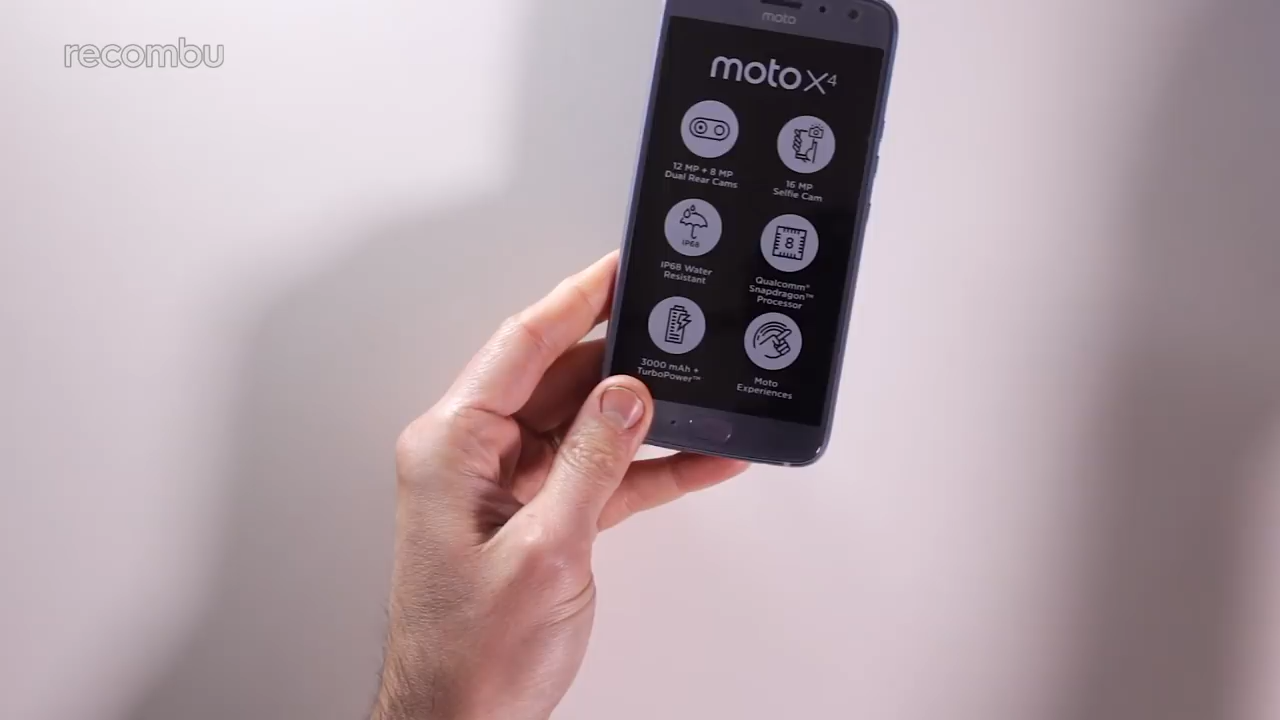 recombu
moto
moto x4
12 MP + 8 MP
Dual Rear Cams
16 MP
Selfie Cam
IP68
IP68 Water
Resistant
8
Qualcomm®
Snapdragon™
Processor
3000 mAh +
TurboPower™
Moto
Experiences